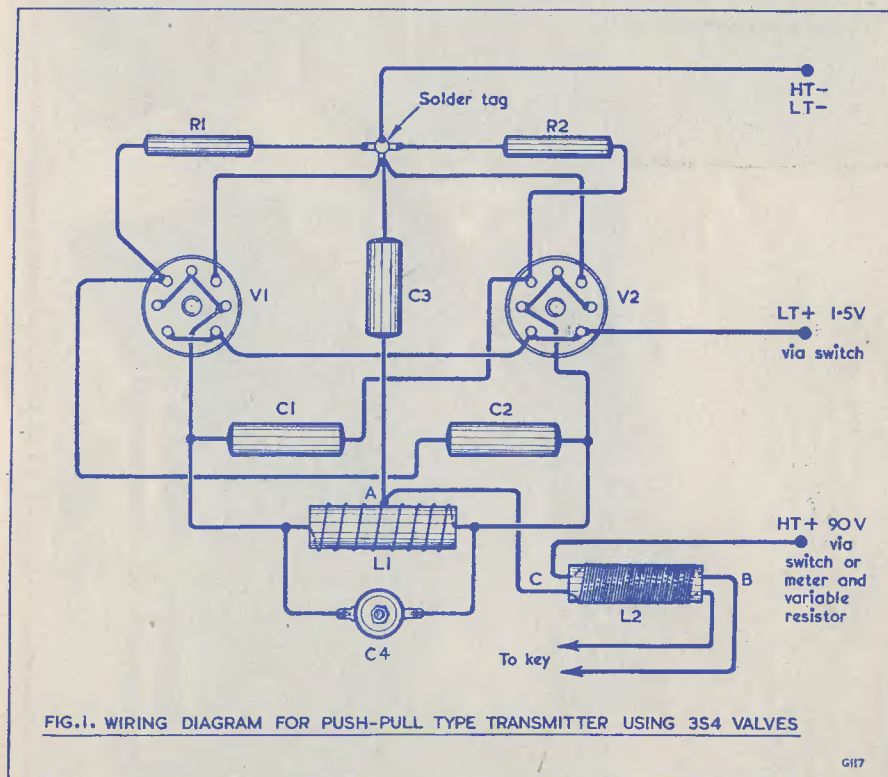 HT-
LT-
Solder tag
R1
R2
C3
V1
V2
LT+ 1·5V
via switch
C1
C2
A
HT+ 90V
via
switch or
meter and
variable
resistor
L1
C
B
L2
C4
To key
FIG.1. WIRING DIAGRAM FOR PUSH-PULL TYPE TRANSMITTER USING 3S4 VALVES
G117